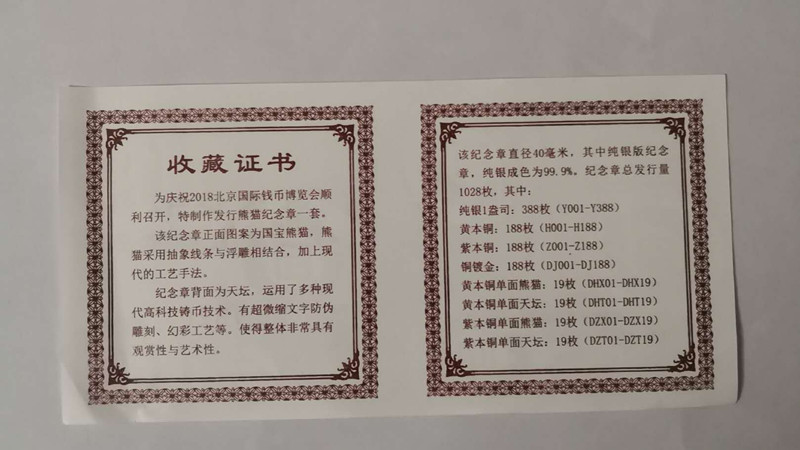 收藏证书
为庆祝2018北京国际钱币博览会顺
利召开，特制作发行熊猫纪念章一套。
该纪念章正面图案为国宝熊猫，熊
猫采用抽象线条与浮雕相结合，加上现
代的工艺手法。
纪念章背面为天坛，运用了多种现
代高科技铸币技术。有超微缩文字防伪
雕刻、幻彩工艺等。使得整体非常具有
观赏性与艺术性。
该纪念章直径40毫米，其中纯银版纪念
章，纯银成色为99.9%。纪念章总发行量
1028枚，其中：
纯银1盎司：388枚（Y001-Y388）
黄本铜：188枚（H001-H188）
紫本铜：188枚（Z001-Z188）
铜镀金：188枚（DJ001-DJ188）
黄本铜单面熊猫：19枚（DHX01-DHX19）
黄本铜单面天坛：19枚（DHT01-DHT19）
紫本铜单面熊猫：19枚（DZX01-DZX19）
紫本铜单面天坛：19枚（DZT01-DZT19）